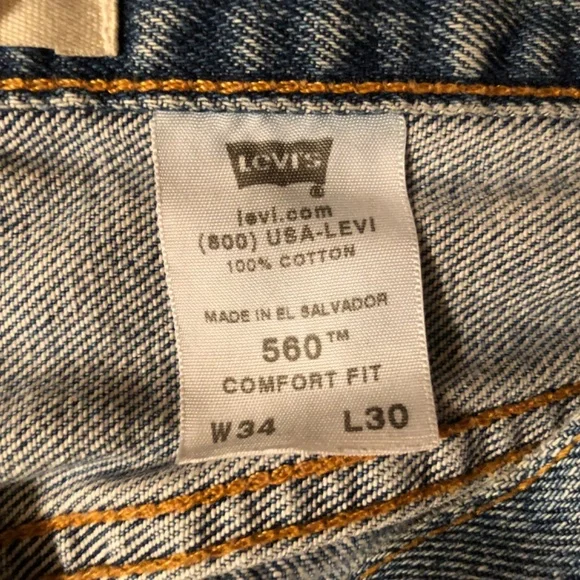 Levi's
®
levi.com
(800) USA-LEVI
100% COTTON
MADE IN EL SALVADOR
560™
COMFORT FIT
W34 L30